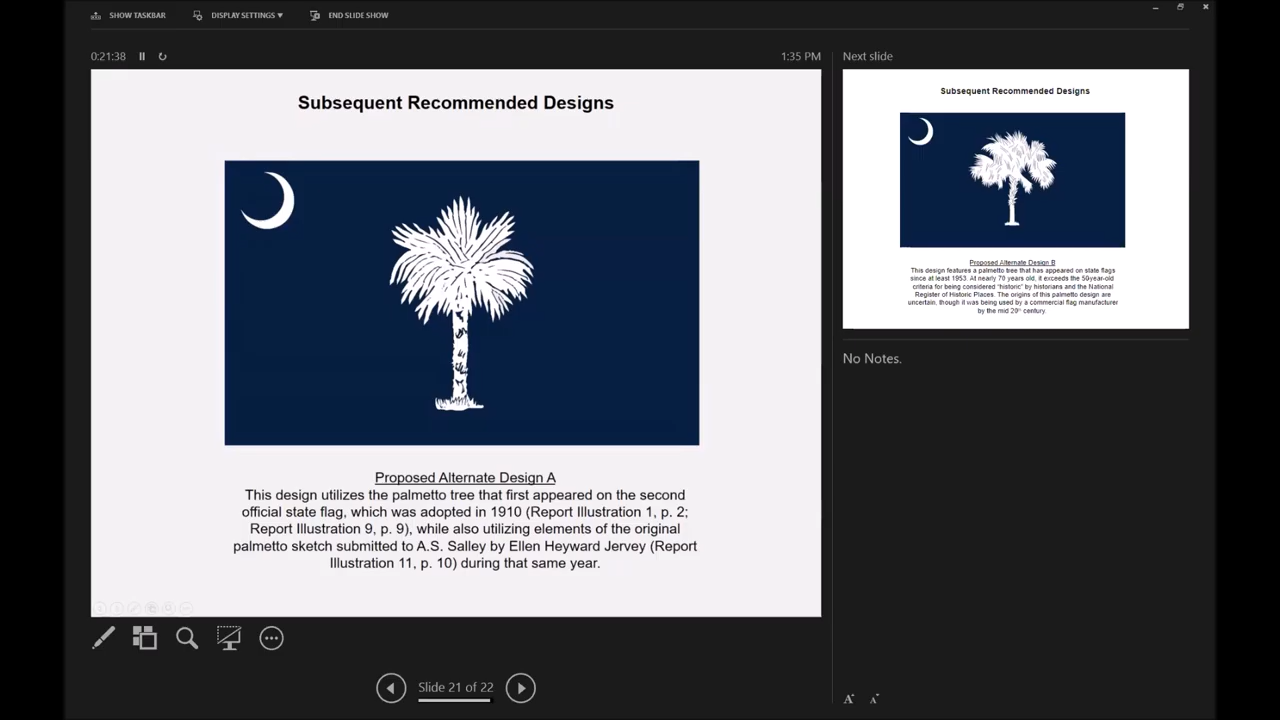 SHOW TASKBAR
DISPLAY SETTINGS ▼
END SLIDE SHOW
0:21:38
1:35 PM
Subsequent Recommended Designs
Proposed Alternate Design A
This design utilizes the palmetto tree that first appeared on the second
official state flag, which was adopted in 1910 (Report Illustration 1, p. 2;
Report Illustration 9, p. 9), while also utilizing elements of the original
palmetto sketch submitted to A.S. Salley by Ellen Heyward Jervey (Report
Illustration 11, p. 10) during that same year.
Slide 21 of 22
Next slide
Subsequent Recommended Designs
Proposed Alternate Design B
This design features a palmetto tree that has appeared on state flags
since at least 1953. At nearly 70 years old, it exceeds the 50-year-old
criteria for being considered "historic" by historians and the National
Register of Historic Places. The origins of this palmetto design are
uncertain, though it was being used by a commercial flag manufacturer
by the mid 20th century.
No Notes.
A A